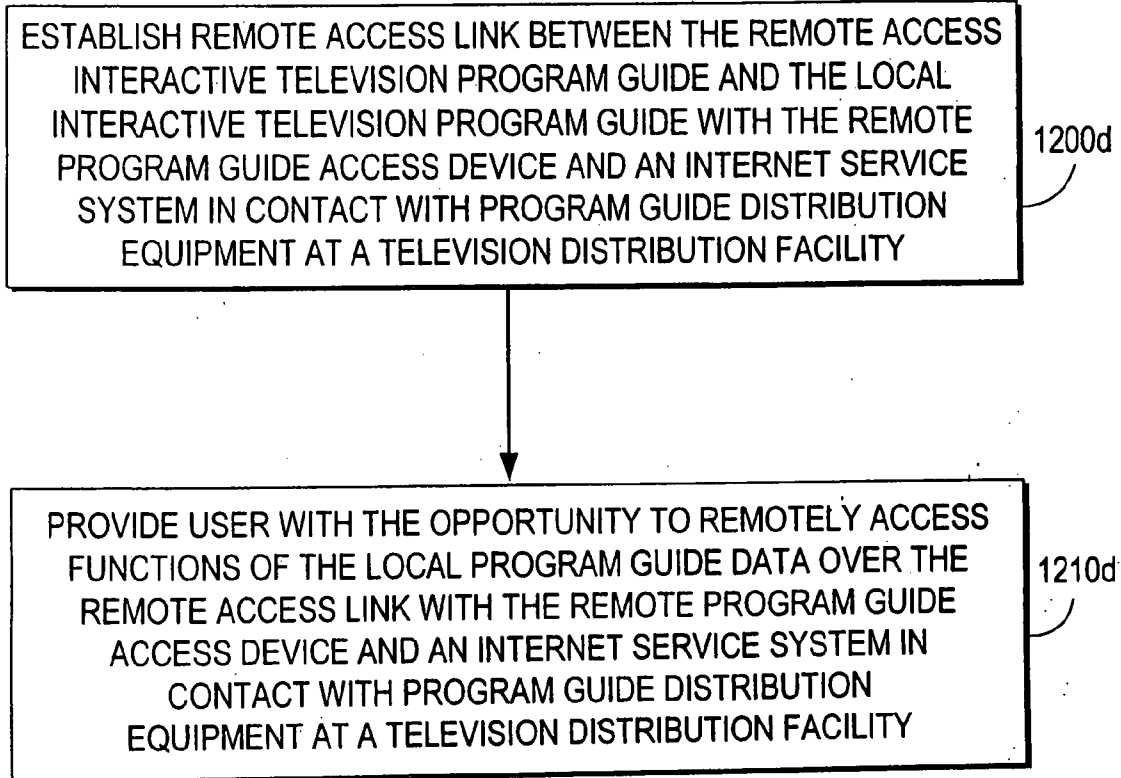 ESTABLISH REMOTE ACCESS LINK BETWEEN THE REMOTE ACCESS
INTERACTIVE TELEVISION PROGRAM GUIDE AND THE LOCAL
INTERACTIVE TELEVISION PROGRAM GUIDE WITH THE REMOTE
PROGRAM GUIDE ACCESS DEVICE AND AN INTERNET SERVICE
SYSTEM IN CONTACT WITH PROGRAM GUIDE DISTRIBUTION
EQUIPMENT AT A TELEVISION DISTRIBUTION FACILITY
1200d
PROVIDE USER WITH THE OPPORTUNITY TO REMOTELY ACCESS
FUNCTIONS OF THE LOCAL PROGRAM GUIDE DATA OVER THE
REMOTE ACCESS LINK WITH THE REMOTE PROGRAM GUIDE
ACCESS DEVICE AND AN INTERNET SERVICE SYSTEM IN
CONTACT WITH PROGRAM GUIDE DISTRIBUTION
EQUIPMENT AT A TELEVISION DISTRIBUTION FACILITY
1210d